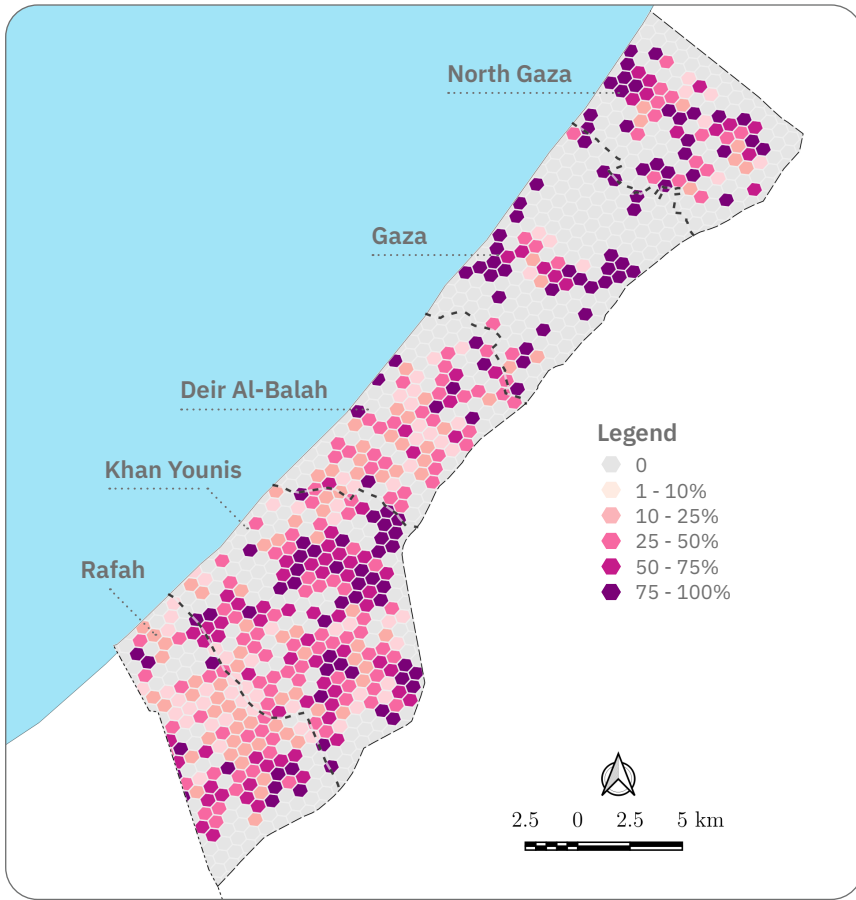 North Gaza
Gaza
Deir Al-Balah
Khan Younis
Rafah
Legend
0
1 - 10%
10 - 25%
25 - 50%
50 - 75%
75 - 100%
2.5 0 2.5 5 km